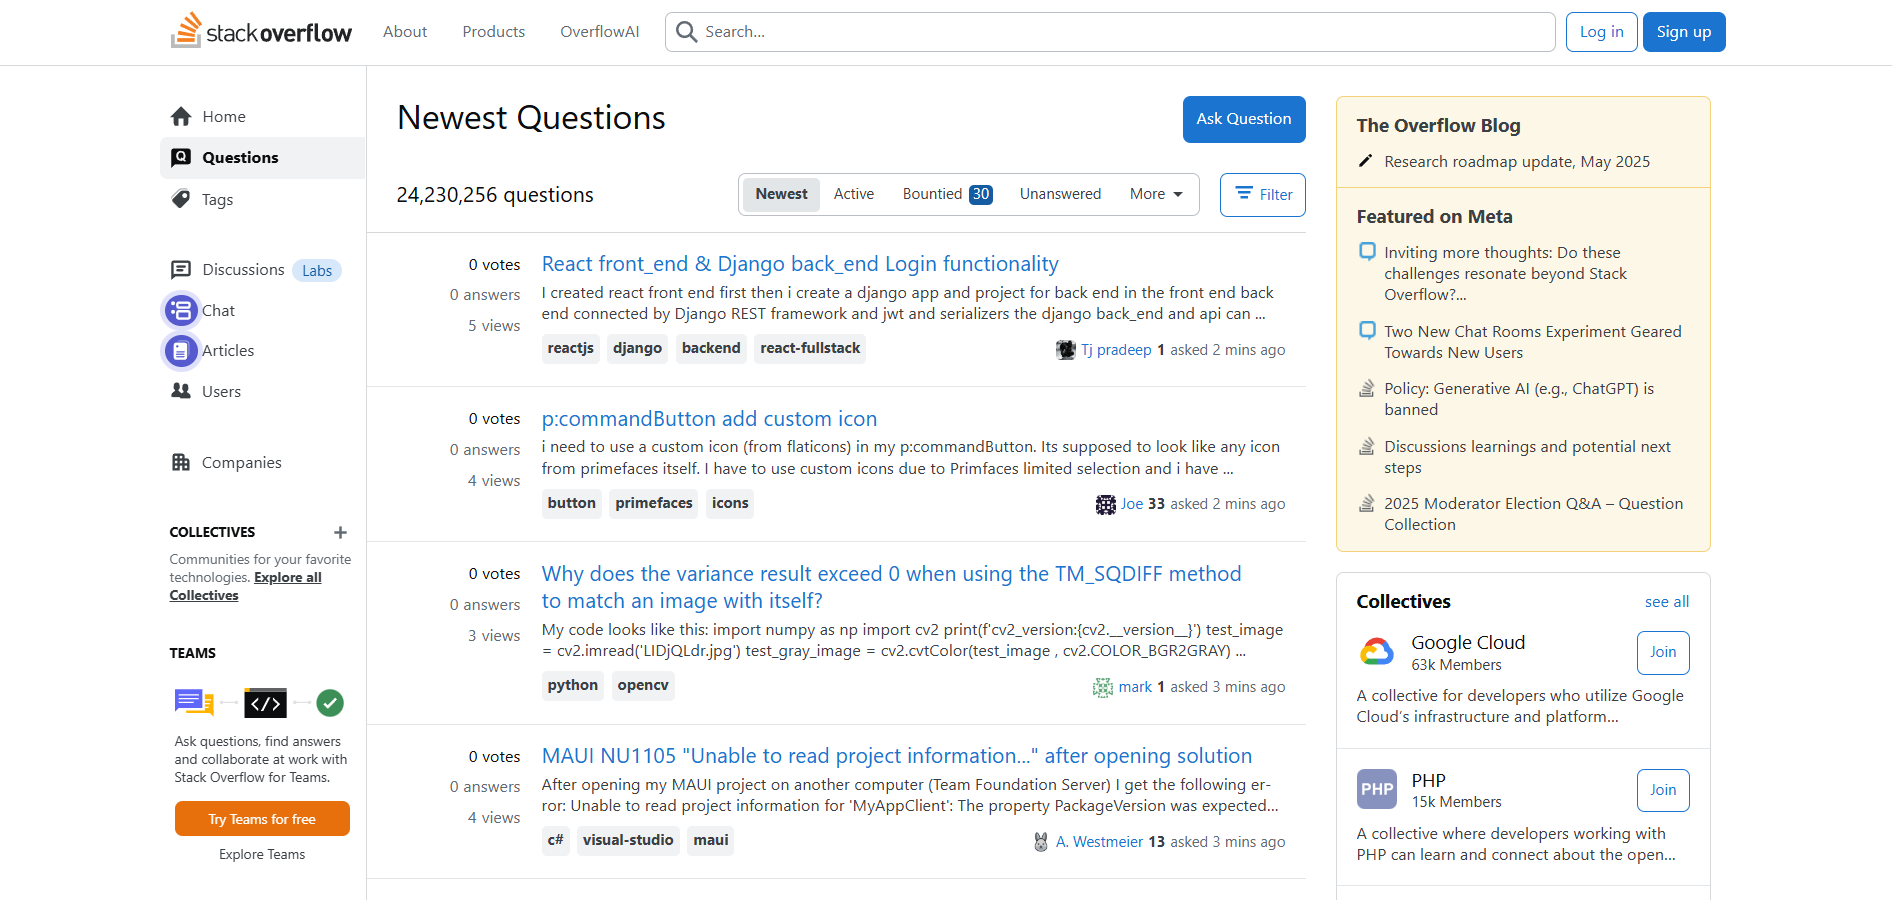 stack overflow
About
Products
OverflowAI
Search...
Log in
Sign up
Home
Questions
Tags
Discussions Labs
Chat
Articles
Users
Companies
COLLECTIVES
Communities for your favorite
technologies. Explore all
Collectives
TEAMS
Ask questions, find answers
and collaborate at work with
Stack Overflow for Teams.
Try Teams for free
Explore Teams
Newest Questions
Ask Question
24,230,256 questions
Newest
Active
Bountied 30
Unanswered
More
Filter
0 votes
0 answers
5 views
React front_end & Django back_end Login functionality
I created react front end first then i create a django app and project for back end in the front end back
end connected by Django REST framework and jwt and serializers the django back_end and api can ...
reactjs django backend react-fullstack
Tj pradeep 1 asked 2 mins ago
0 votes
0 answers
4 views
p:commandButton add custom icon
i need to use a custom icon (from flaticons) in my p:commandButton. Its supposed to look like any icon
from primefaces itself. I have to use custom icons due to Primfaces limited selection and i have ...
button primefaces icons
Joe 33 asked 2 mins ago
0 votes
0 answers
3 views
Why does the variance result exceed 0 when using the TM_SQDIFF method
to match an image with itself?
My code looks like this: import numpy as np import cv2 print(f'cv2_version:{cv2.__version__}') test_image
= cv2.imread('LIDjQLdr.jpg') test_gray_image = cv2.cvtColor(test_image , cv2.COLOR_BGR2GRAY) ...
python opencv
mark 1 asked 3 mins ago
0 votes
0 answers
4 views
MAUI NU1105 "Unable to read project information..." after opening solution
After opening my MAUI project on another computer (Team Foundation Server) I get the following er-
ror: Unable to read project information for 'MyAppClient': The property PackageVersion was expected...
c# visual-studio maui
A. Westmeier 13 asked 3 mins ago
The Overflow Blog
Research roadmap update, May 2025
Featured on Meta
Inviting more thoughts: Do these
challenges resonate beyond Stack
Overflow?...
Two New Chat Rooms Experiment Geared
Towards New Users
Policy: Generative AI (e.g., ChatGPT) is
banned
Discussions learnings and potential next
steps
2025 Moderator Election Q&A – Question
Collection
Collectives
see all
Google Cloud
63k Members
Join
A collective for developers who utilize Google
Cloud’s infrastructure and platform...
PHP
PHP
15k Members
Join
A collective where developers working with
PHP can learn and connect about the open...